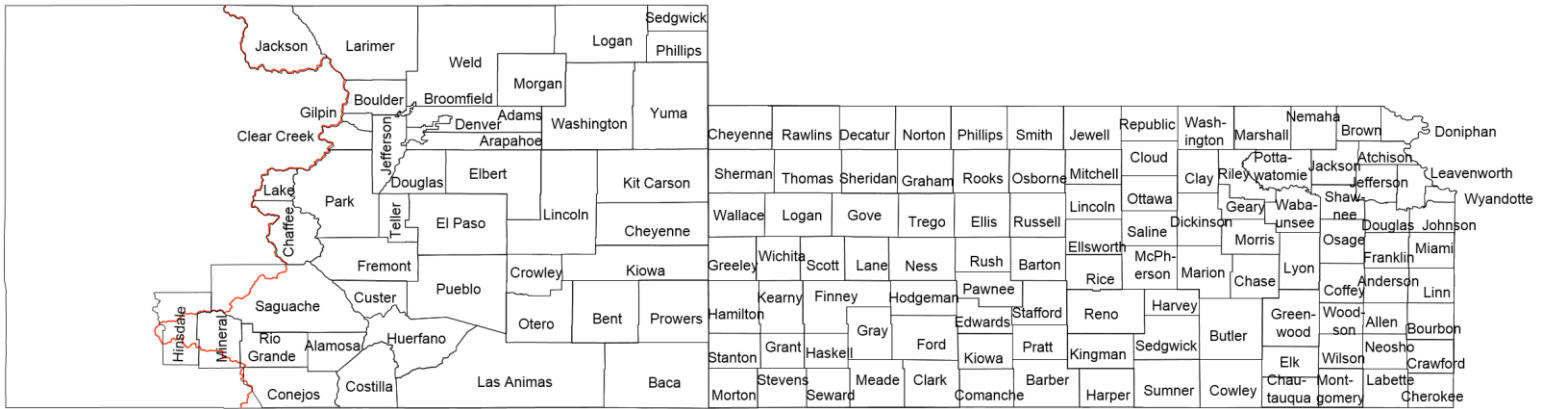 Sedgwick
Jackson
Larimer
Logan
Phillips
Weld
Morgan
Boulder
Broomfield
Gilpin
Adams
Yuma
Denver
Washington
Clear Creek
Arapahoe
Jefferson
Lake
Douglas
Elbert
Kit Carson
Park
Teller
El Paso
Lincoln
Chaffee
Cheyenne
Fremont
Crowley
Kiowa
Pueblo
Custer
Saguache
Hinsdale
Mineral
Otero
Bent
Prowers
Rio
Grande
Alamosa
Huerfano
Conejos
Costilla
Las Animas
Baca
Cheyenne
Rawlins
Decatur
Norton
Phillips
Smith
Jewell
Republic
Wash-
ington
Marshall
Nemaha
Brown
Doniphan
Cloud
Sherman
Thomas
Sheridan
Graham
Rooks
Osborne
Mitchell
Clay
Riley
Potta-
watomie
Jackson
Atchison
Jefferson
Leavenworth
Wyandotte
Wallace
Logan
Gove
Trego
Ellis
Russell
Lincoln
Ottawa
Saline
Dickinson
Geary
Waba-
unsee
Shaw-
nee
Douglas
Johnson
Greeley
Wichita
Scott
Lane
Ness
Rush
Barton
Ellsworth
Rice
McPh-
erson
Marion
Morris
Chase
Lyon
Osage
Franklin
Miami
Hamilton
Kearny
Finney
Hodgeman
Pawnee
Edwards
Stafford
Reno
Harvey
Butler
Green-
wood
Coffey
Anderson
Linn
Wood-
son
Allen
Bourbon
Stanton
Grant
Haskell
Gray
Ford
Kiowa
Pratt
Kingman
Sedgwick
Elk
Wilson
Neosho
Crawford
Morton
Stevens
Seward
Meade
Clark
Comanche
Barber
Harper
Sumner
Cowley
Chau-
tauqua
Mont-
gomery
Labette
Cherokee